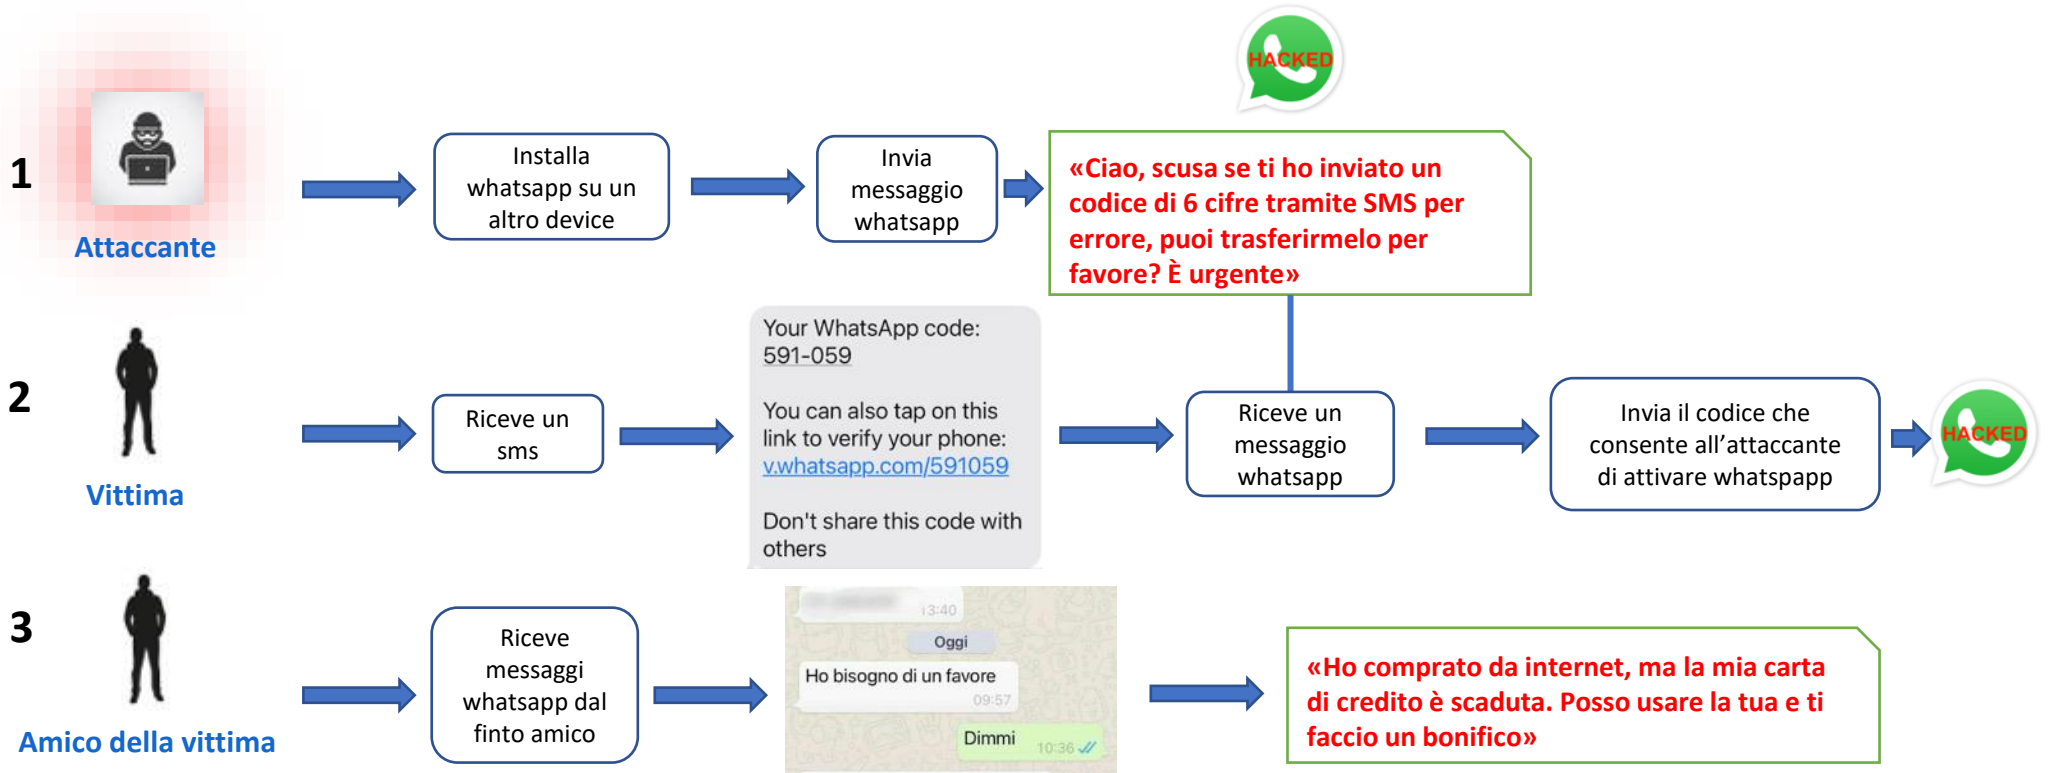 HACKED
1
Attaccante
Installa
whatsapp su un
altro device
Invia
messaggio
whatsapp
«Ciao, scusa se ti ho inviato un
codice di 6 cifre tramite SMS per
errore, puoi trasferirmelo per
favore? È urgente»
2
Vittima
Riceve un
sms
Your WhatsApp code:
591-059
You can also tap on this
link to verify your phone:
v.whatsapp.com/591059
Don't share this code with
others
Riceve un
messaggio
whatsapp
Invia il codice che
consente all’attaccante
di attivare whatspapp
HACKED
3
Amico della vittima
Riceve
messaggi
whatsapp dal
finto amico
13:40
Oggi
Ho bisogno di un favore
09:57
Dimmi
10:36
«Ho comprato da internet, ma la mia carta
di credito è scaduta. Posso usare la tua e ti
faccio un bonifico»